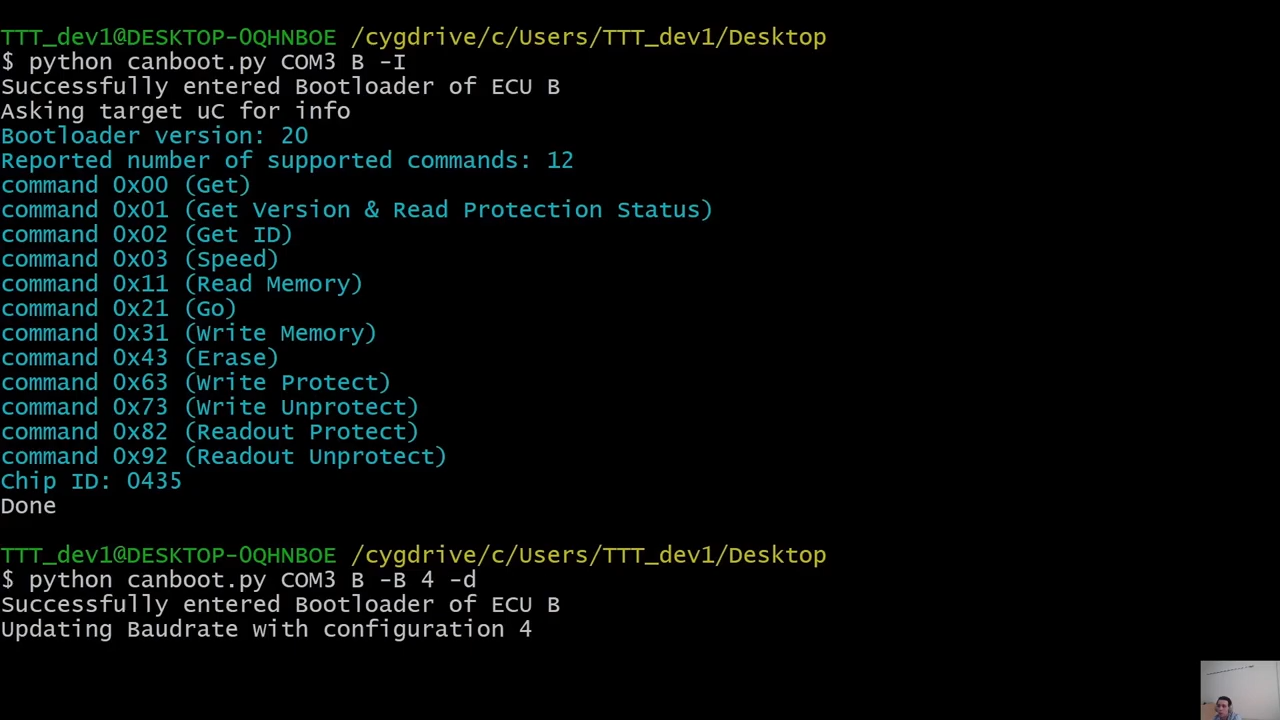 TTT_dev1@DESKTOP-0QHNBOE /cygdrive/c/Users/TTT_dev1/Desktop
$ python canboot.py COM3 B -I
Successfully entered Bootloader of ECU B
Asking target uC for info
Bootloader version: 20
Reported number of supported commands: 12
command 0x00 (Get)
command 0x01 (Get Version & Read Protection Status)
command 0x02 (Get ID)
command 0x03 (Speed)
command 0x11 (Read Memory)
command 0x21 (Go)
command 0x31 (Write Memory)
command 0x43 (Erase)
command 0x63 (Write Protect)
command 0x73 (Write Unprotect)
command 0x82 (Readout Protect)
command 0x92 (Readout Unprotect)
Chip ID: 0435
Done
TTT_dev1@DESKTOP-0QHNBOE /cygdrive/c/Users/TTT_dev1/Desktop
$ python canboot.py COM3 B -B 4 -d
Successfully entered Bootloader of ECU B
Updating Baudrate with configuration 4